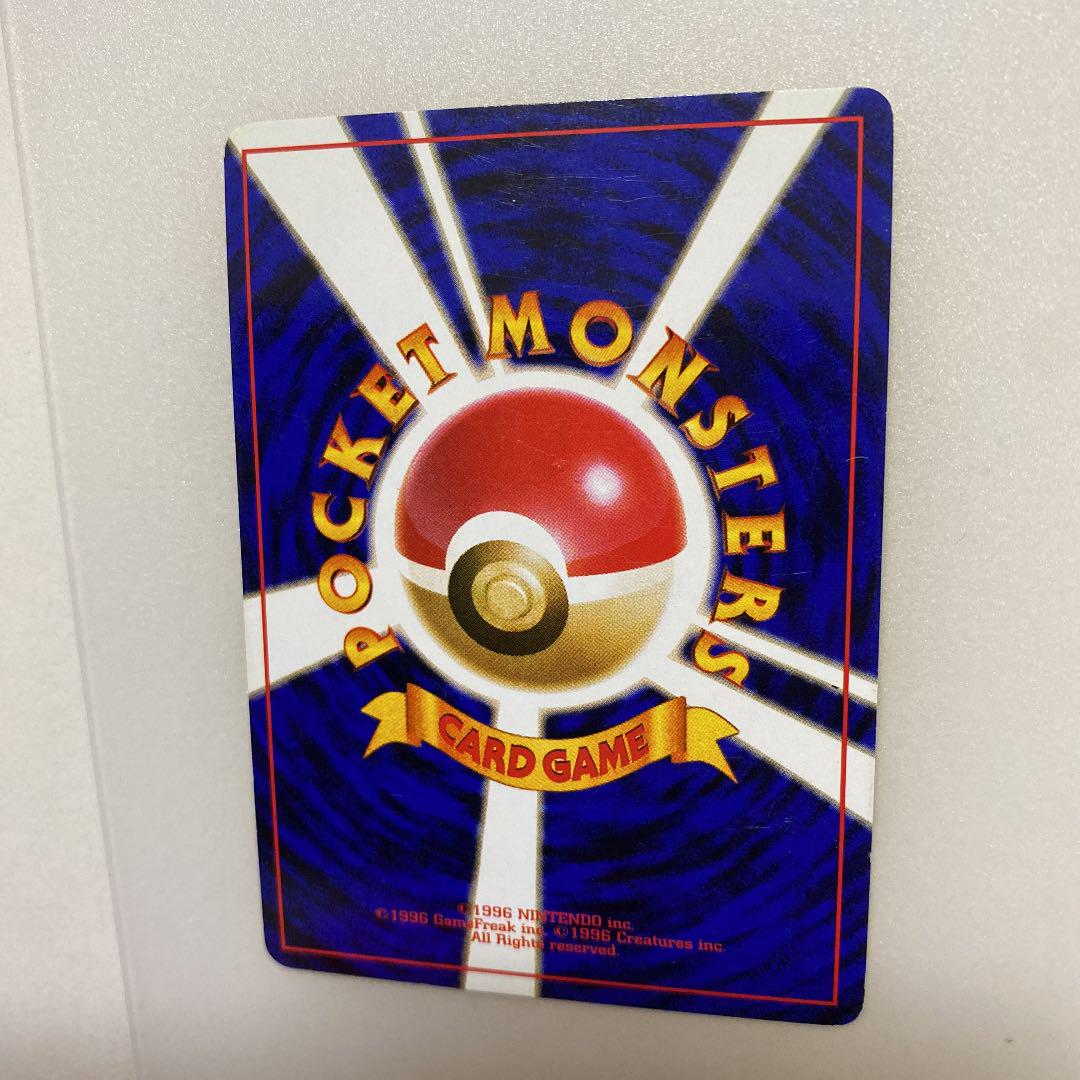 POCKET MONSTERS
CARD GAME
©1996 NINTENDO inc.
©1996 GameFreak inc. ©1996 Creatures inc.
All Rights reserved.